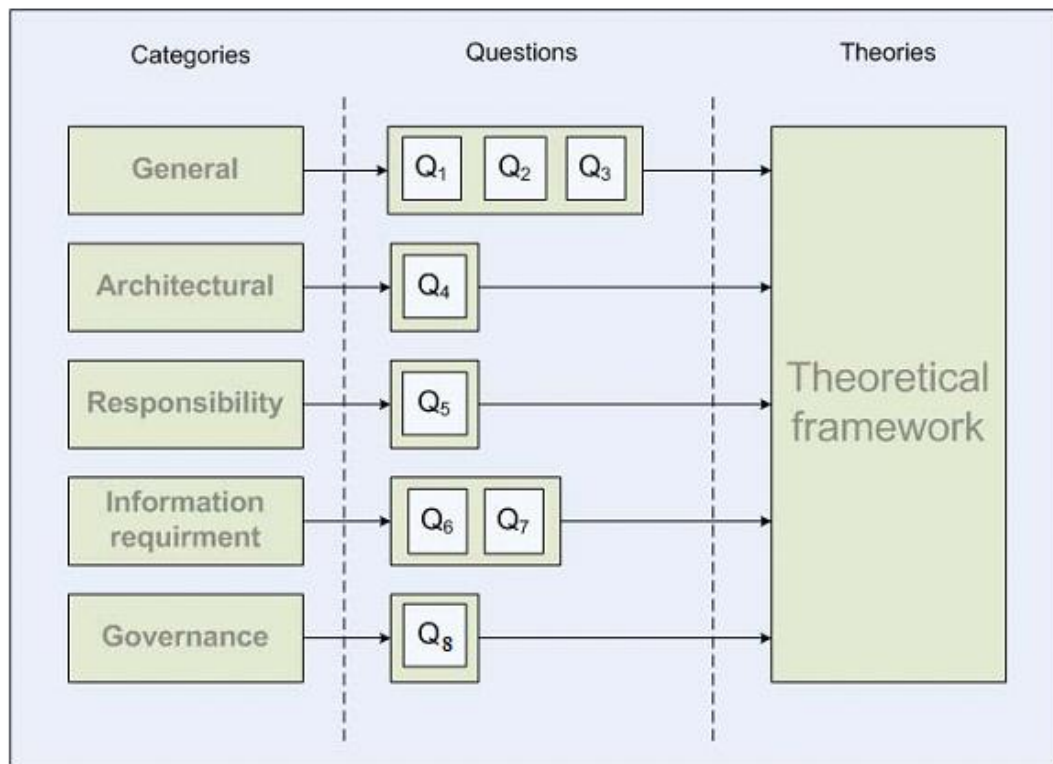 Categories
Questions
Theories
General
Q₁
Q₂
Q₃
Architectural
Q₄
Responsibility
Q₅
Theoretical
framework
Information
requirment
Q₆
Q₇
Governance
Q₈